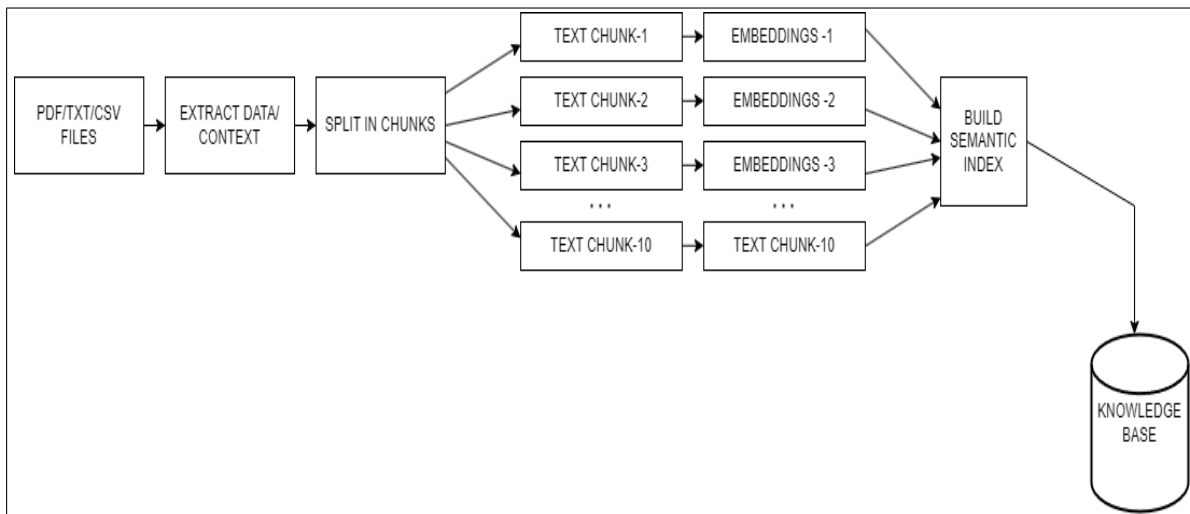 PDF/TXT/CSV
FILES
EXTRACT DATA/
CONTEXT
SPLIT IN CHUNKS
TEXT CHUNK-1
EMBEDDINGS -1
TEXT CHUNK-2
EMBEDDINGS -2
TEXT CHUNK-3
EMBEDDINGS -3
...
...
TEXT CHUNK-10
TEXT CHUNK-10
BUILD
SEMANTIC
INDEX
KNOWLEDGE
BASE